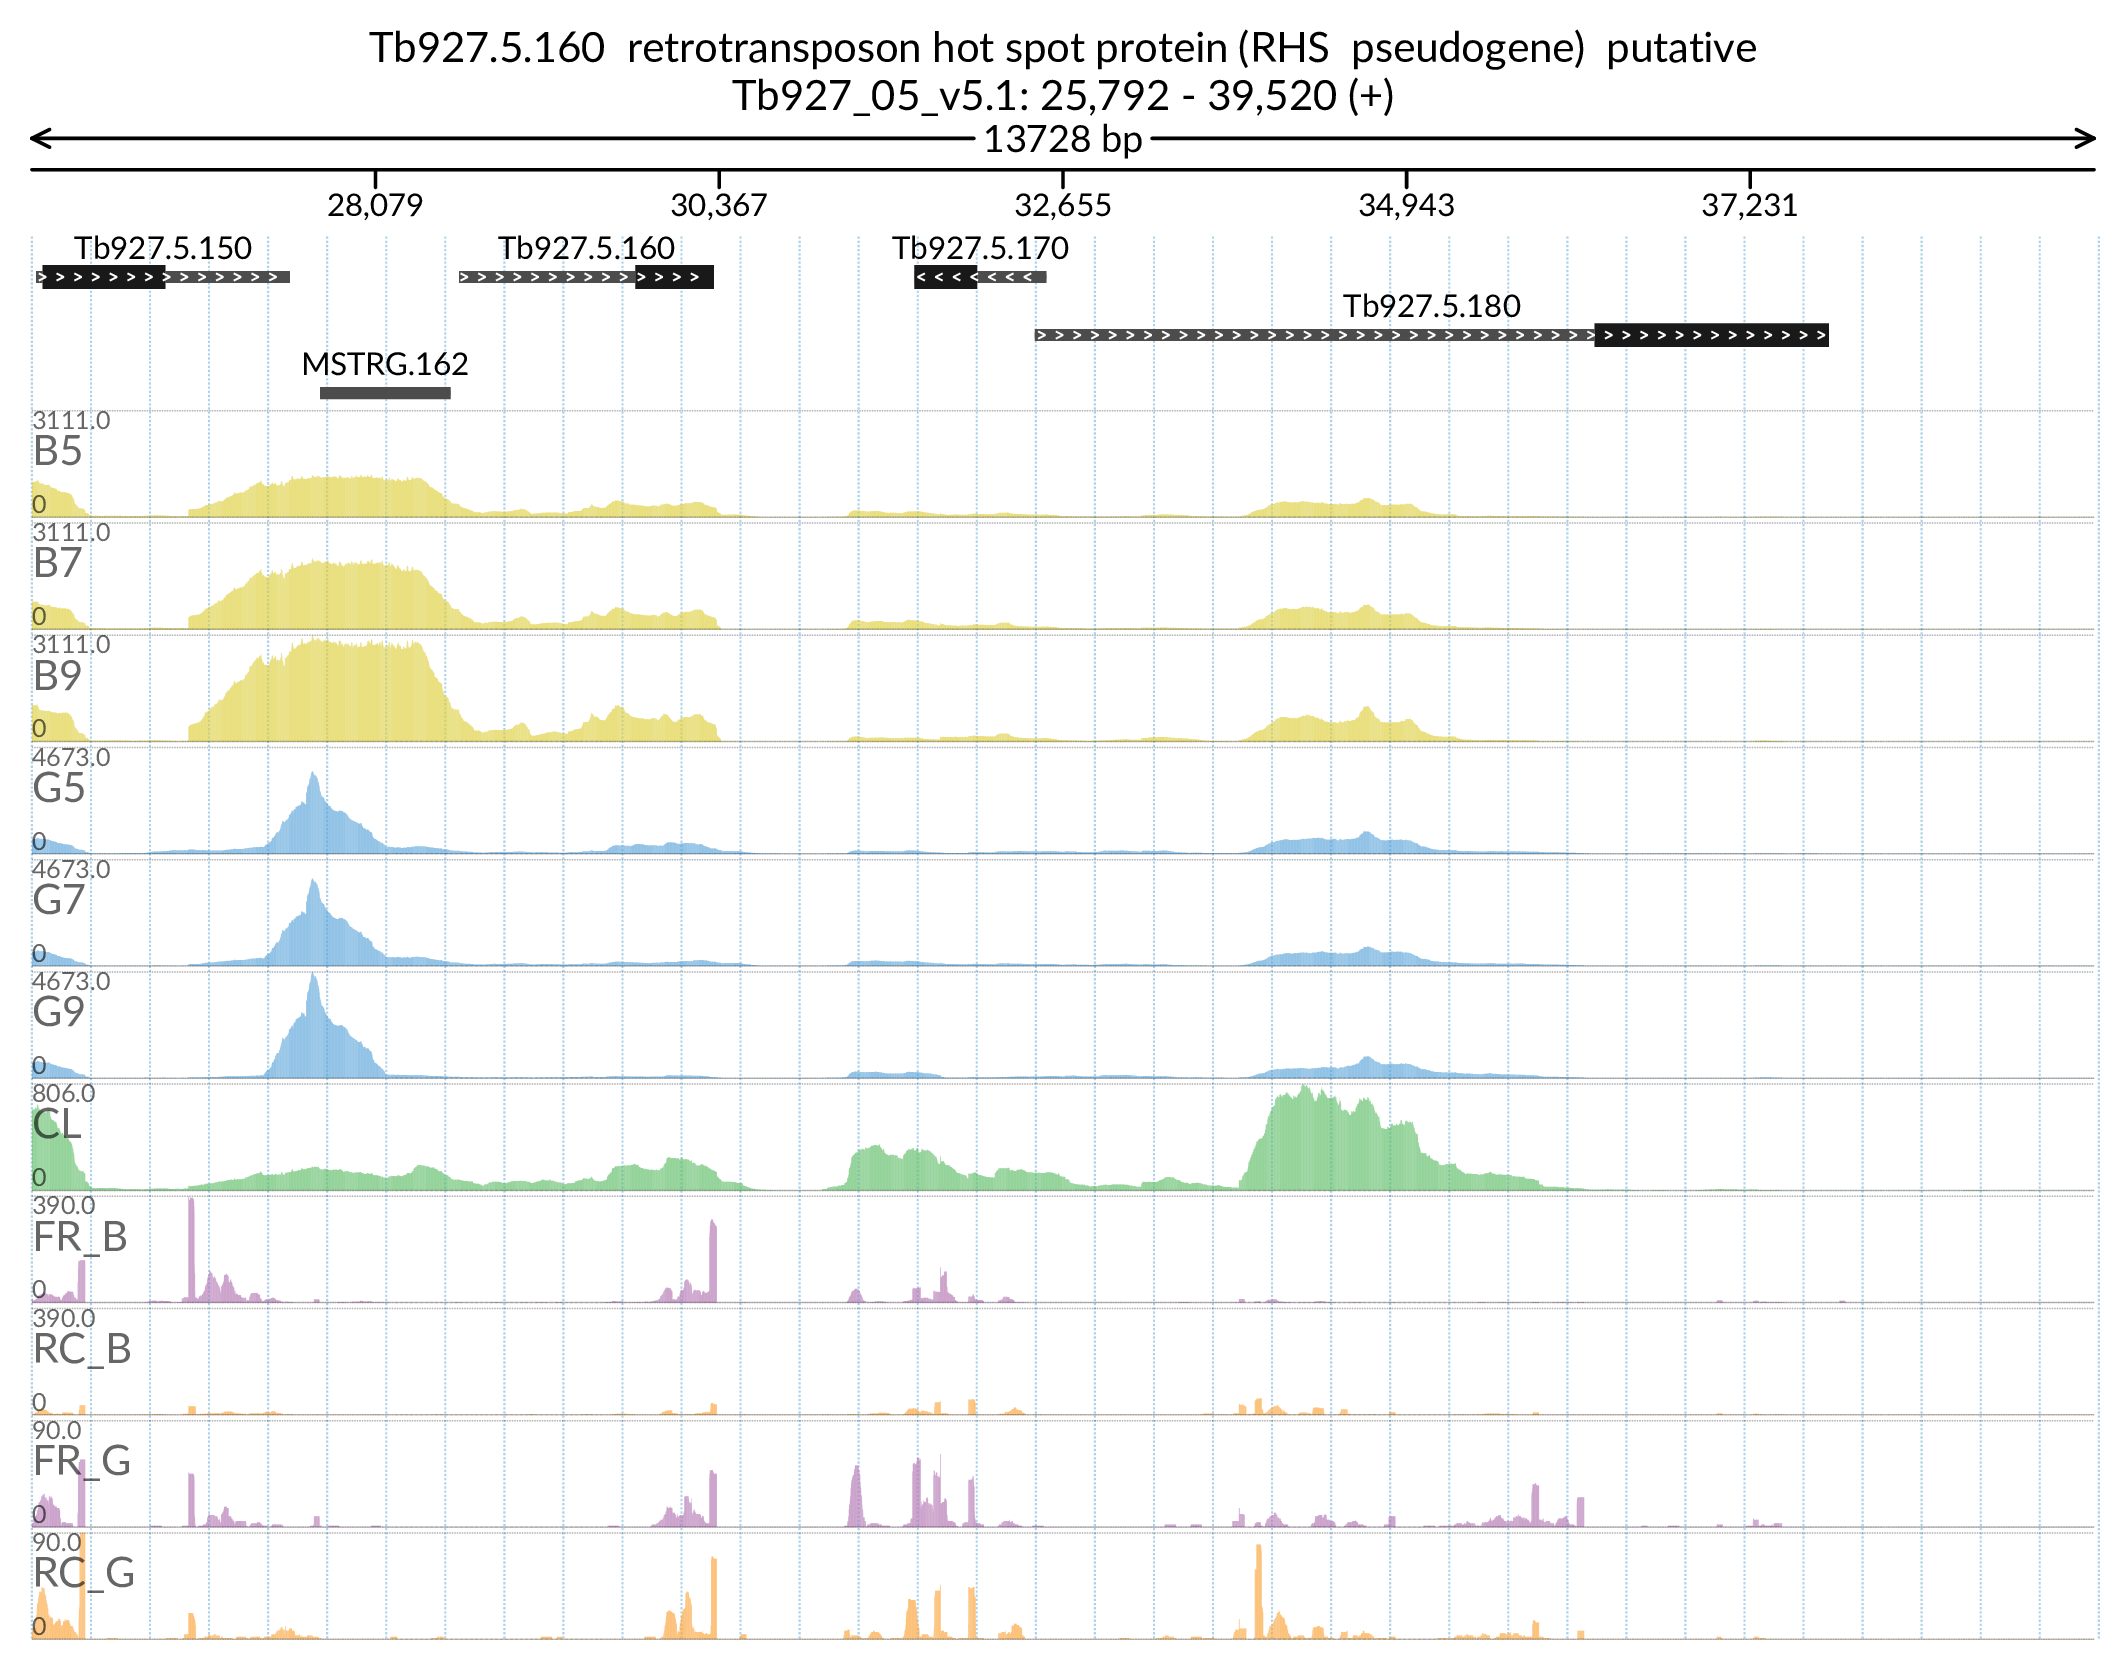 Tb927.5.160 retrotransposon hot spot protein (RHS pseudogene) putative
Tb927_05_v5.1: 25,792 - 39,520 (+)
13728 bp
28,079 30,367 32,655 34,943 37,231
Tb927.5.150 Tb927.5.160 Tb927.5.170
Tb927.5.180
MSTRG.162
3111.0
B5
0
3111.0
B7
0
3111.0
B9
0
4673.0
G5
0
4673.0
G7
0
4673.0
G9
0
806.0
CL
0
390.0
FR_B
0
390.0
RC_B
0
90.0
FR_G
0
90.0
RC_G
0